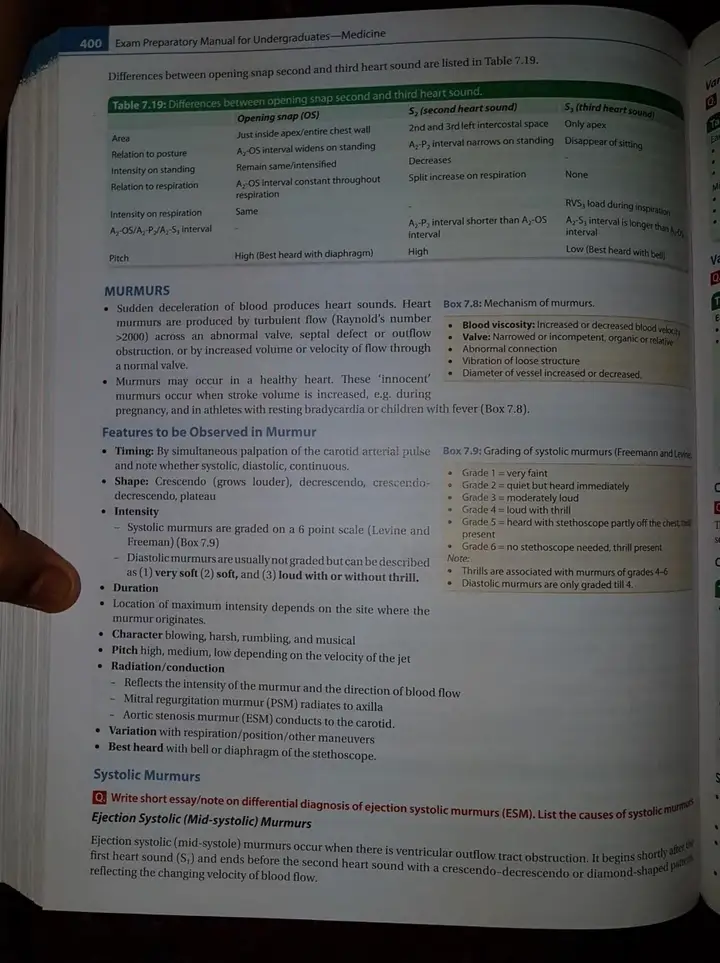 400 Exam Preparatory Manual for Undergraduates—Medicine
Differences between opening snap second and third heart sound are listed in Table 7.19.
Table 7.19: Differences between opening snap second and third heart sound.
Opening snap (OS) S₂ (second heart sound) S₃ (third heart sound)
Area Just inside apex/entire chest wall 2nd and 3rd left intercostal space Only apex
Relation to posture A₂-OS interval widens on standing A₂-P₂ interval narrows on standing Disappear of sitting
Intensity on standing Remain same/intensified Decreases -
Relation to respiration A₂-OS interval constant throughout Split increase on respiration None
respiration
Intensity on respiration Same - RVS₃ load during inspiration
A₂-OS/A₂-P₂/A₂-S₃ interval - A₂-P₂ interval shorter than A₂-OS A₂-S₃ interval is longer than A₂-OS
interval interval
Pitch High (Best heard with diaphragm) High Low (Best heard with bell)
MURMURS
• Sudden deceleration of blood produces heart sounds. Heart
murmurs are produced by turbulent flow (Raynold's number
>2000) across an abnormal valve, septal defect or outflow
obstruction, or by increased volume or velocity of flow through
a normal valve.
• Murmurs may occur in a healthy heart. These 'innocent'
murmurs occur when stroke volume is increased, e.g. during
pregnancy, and in athletes with resting bradycardia or children with fever (Box 7.8).
Box 7.8: Mechanism of murmurs.
• Blood viscosity: Increased or decreased blood velocity
• Valve: Narrowed or incompetent, organic or relative
• Abnormal connection
• Vibration of loose structure
• Diameter of vessel increased or decreased.
Features to be Observed in Murmur
• Timing: By simultaneous palpation of the carotid arterial pulse
and note whether systolic, diastolic, continuous.
• Shape: Crescendo (grows louder), decrescendo, crescendo-
decrescendo, plateau
• Intensity
– Systolic murmurs are graded on a 6 point scale (Levine and
Freeman) (Box 7.9)
– Diastolic murmurs are usually not graded but can be described
as (1) very soft (2) soft, and (3) loud with or without thrill.
• Duration
• Location of maximum intensity depends on the site where the
murmur originates.
• Character blowing, harsh, rumbling, and musical
• Pitch high, medium, low depending on the velocity of the jet
• Radiation/conduction
– Reflects the intensity of the murmur and the direction of blood flow
– Mitral regurgitation murmur (PSM) radiates to axilla
– Aortic stenosis murmur (ESM) conducts to the carotid.
• Variation with respiration/position/other maneuvers
• Best heard with bell or diaphragm of the stethoscope.
Box 7.9: Grading of systolic murmurs (Freemann and Levine
• Grade 1 = very faint
• Grade 2 = quiet but heard immediately
• Grade 3 = moderately loud
• Grade 4 = loud with thrill
• Grade 5 = heard with stethoscope partly off the chest,
present
• Grade 6 = no stethoscope needed, thrill present
Note:
• Thrills are associated with murmurs of grades 4–6
• Diastolic murmurs are only graded till 4.
Systolic Murmurs
Q. Write short essay/note on differential diagnosis of ejection systolic murmurs (ESM). List the causes of systolic murmurs
Ejection Systolic (Mid-systolic) Murmurs
Ejection systolic (mid-systole) murmurs occur when there is ventricular outflow tract obstruction. It begins shortly after the
first heart sound (S₁) and ends before the second heart sound with a crescendo–decrescendo or diamond-shaped pattern
reflecting the changing velocity of blood flow.